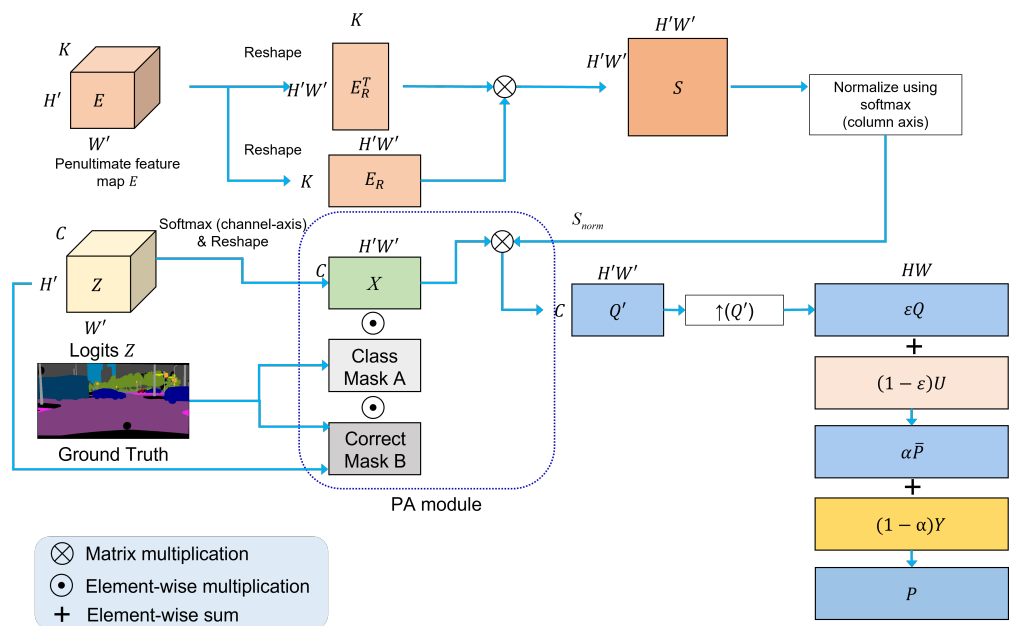 K
H'W'
K
Reshape
H'W'
H'
E
H'W'
E_R^T
S
Normalize using
softmax
(column axis)
W'
Reshape
H'W'
Penultimate feature
map E
K
E_R
C
Softmax (channel-axis)
& Reshape
S_norm
H'W'
H'W'
HW
C
H'
Z
X
C
Q'
↑(Q')
εQ
W'
Logits Z
+
Class
Mask A
(1 − ε)U
Correct
Mask B
αP̄
Ground Truth
+
PA module
(1 − α)Y
Matrix multiplication
Element-wise multiplication
P
+ Element-wise sum